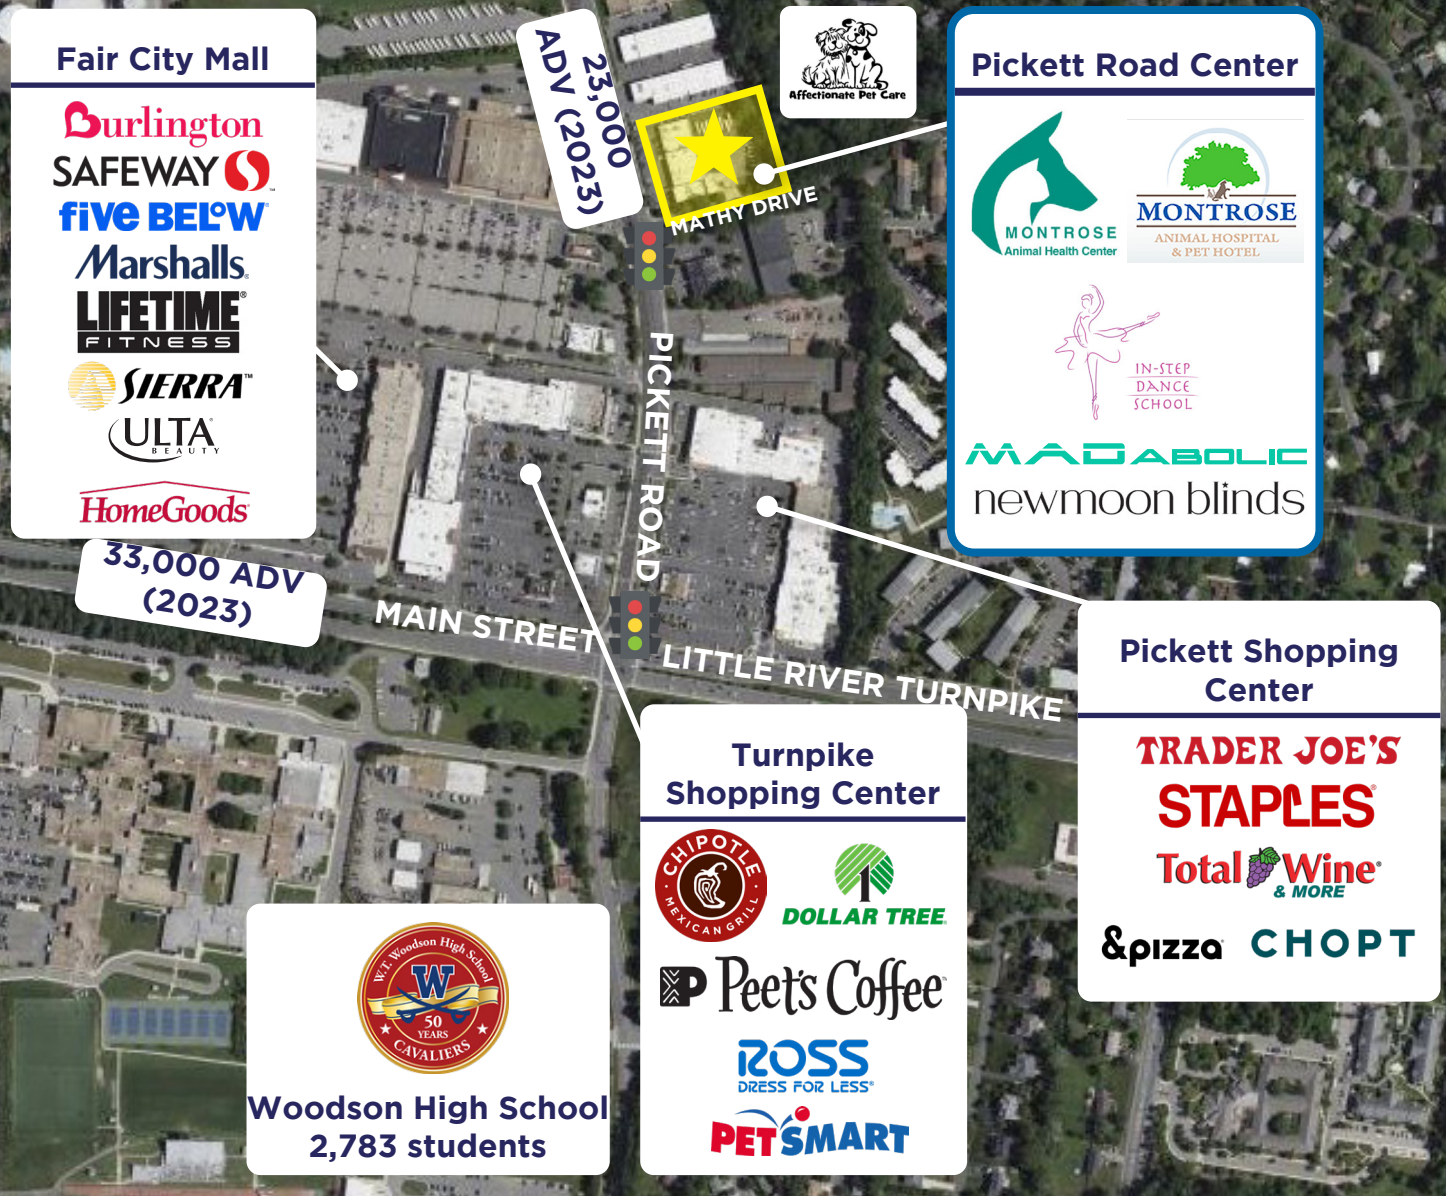 Fair City Mall
Burlington
SAFEWAY
five BELOW
Marshalls
LIFETIME
FITNESS
SIERRA™
ULTA
BEAUTY
HomeGoods
33,000 ADV
(2023)
23,000
ADV (2023)
Affectionate Pet Care
MATHY DRIVE
PICKETT ROAD
MAIN STREET
LITTLE RIVER TURNPIKE
Pickett Road Center
MONTROSE
Animal Health Center
MONTROSE
ANIMAL HOSPITAL
& PET HOTEL
IN-STEP
DANCE
SCHOOL
MADABOLIC
newmoon blinds
Pickett Shopping
Center
TRADER JOE'S
STAPLES
Total Wine
& MORE
&pizza
CHOPT
Turnpike
Shopping Center
CHIPOTLE
MEXICAN GRILL
1
DOLLAR TREE
P Peet's Coffee
ROSS
DRESS FOR LESS®
PETSMART
W.T. Woodson High School
W
50
YEARS
CAVALIERS
Woodson High School
2,783 students